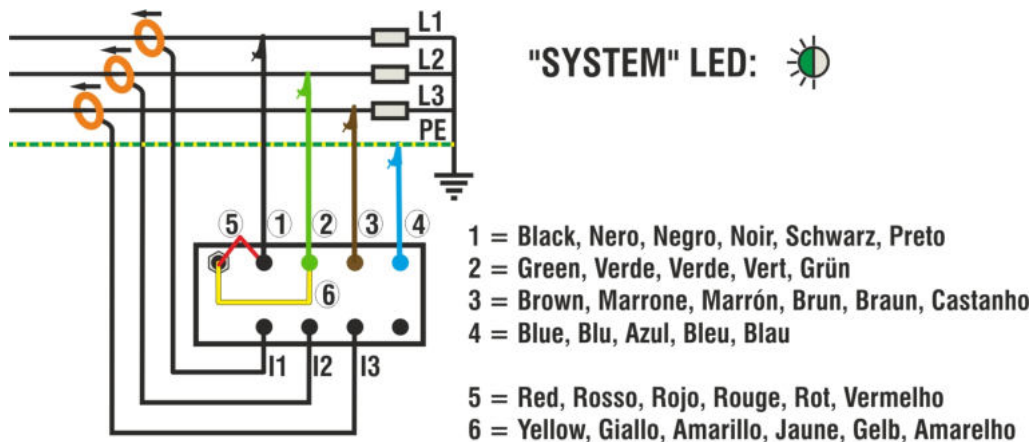 L1
L2
L3
PE
"SYSTEM" LED:
5 1 2 3 4
6
I1 I2 I3
1 = Black, Nero, Negro, Noir, Schwarz, Preto
2 = Green, Verde, Verde, Vert, Grün
3 = Brown, Marrone, Marrón, Brun, Braun, Castanho
4 = Blue, Blu, Azul, Bleu, Blau
5 = Red, Rosso, Rojo, Rouge, Rot, Vermelho
6 = Yellow, Giallo, Amarillo, Jaune, Gelb, Amarelho